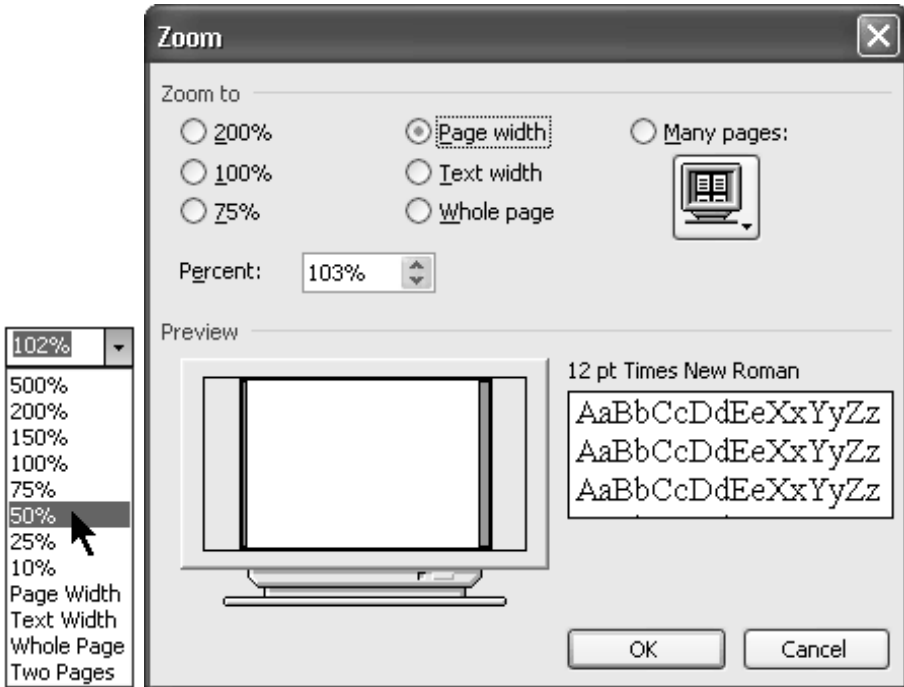 Zoom
Zoom to
200% Page width Many pages:
100% Text width
75% Whole page
Percent: 103%
Preview
12 pt Times New Roman
AaBbCcDdEeXxYyZz
AaBbCcDdEeXxYyZz
AaBbCcDdEeXxYyZz
OK Cancel
102%
500%
200%
150%
100%
75%
50%
25%
10%
Page Width
Text Width
Whole Page
Two Pages